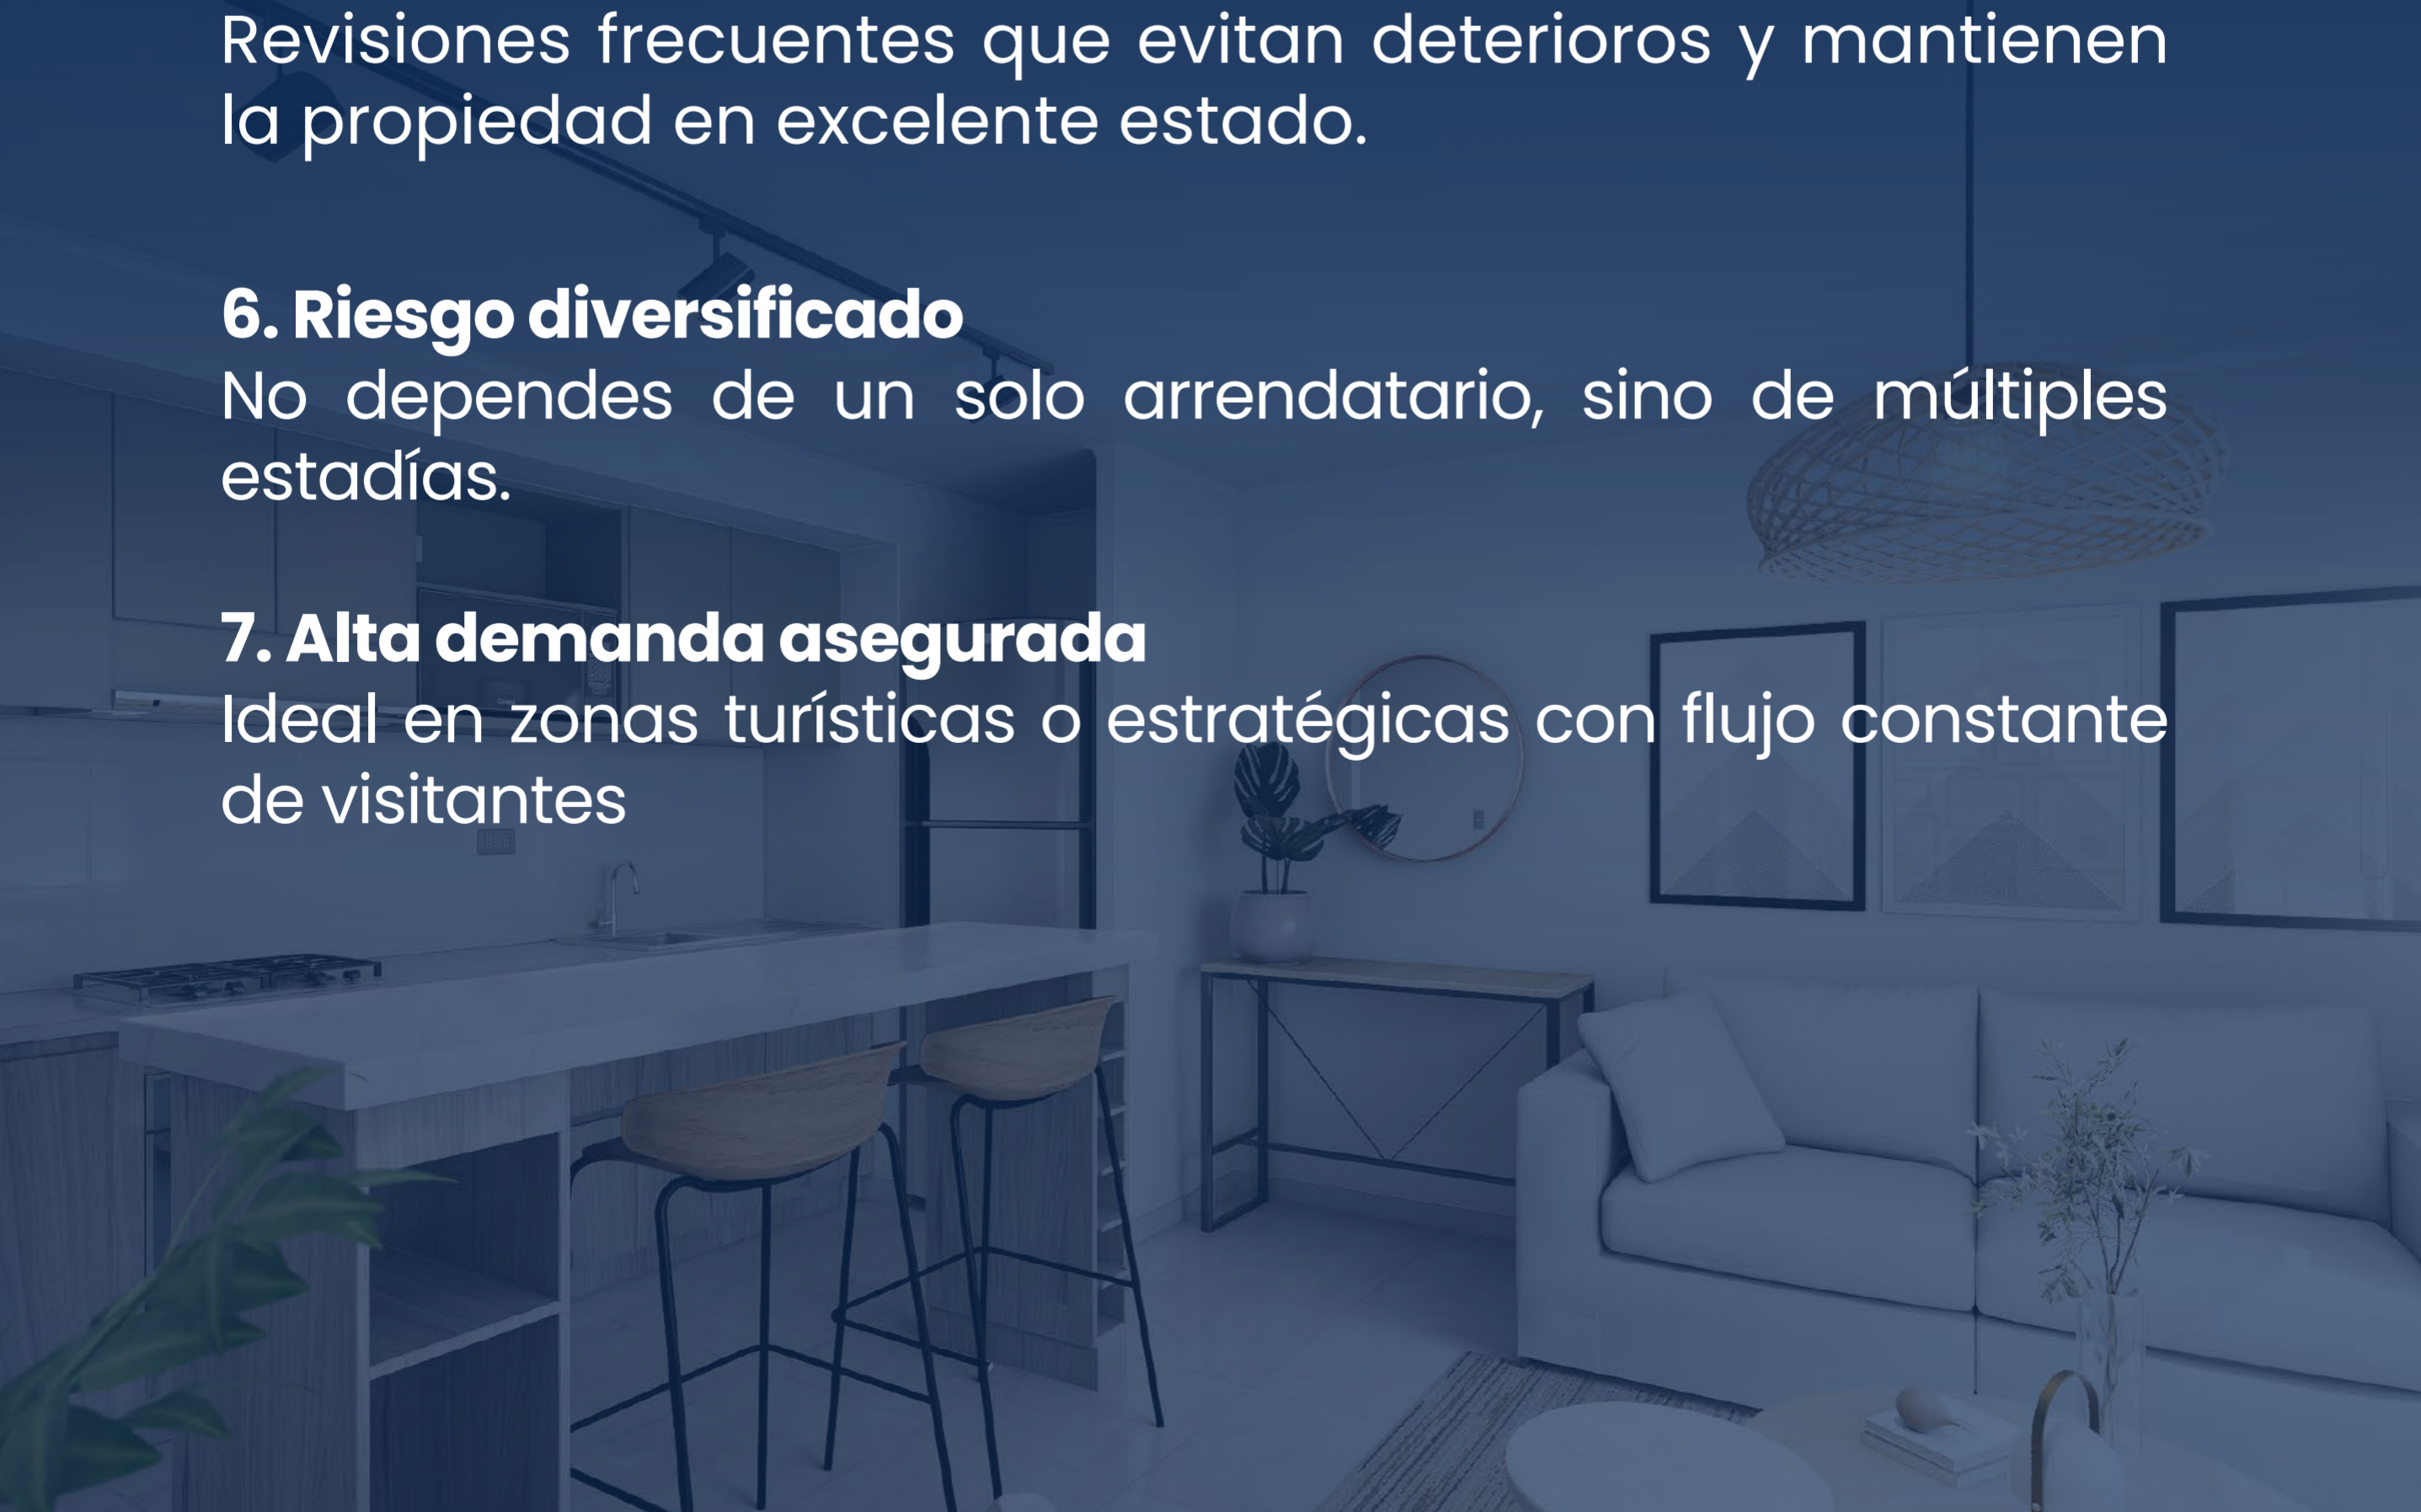 Revisiones frecuentes que evitan deterioros y mantienen
la propiedad en excelente estado.
6. Riesgo diversificado
No dependes de un solo arrendatario, sino de múltiples
estadías.
7. Alta demanda asegurada
Ideal en zonas turísticas o estratégicas con flujo constante
de visitantes